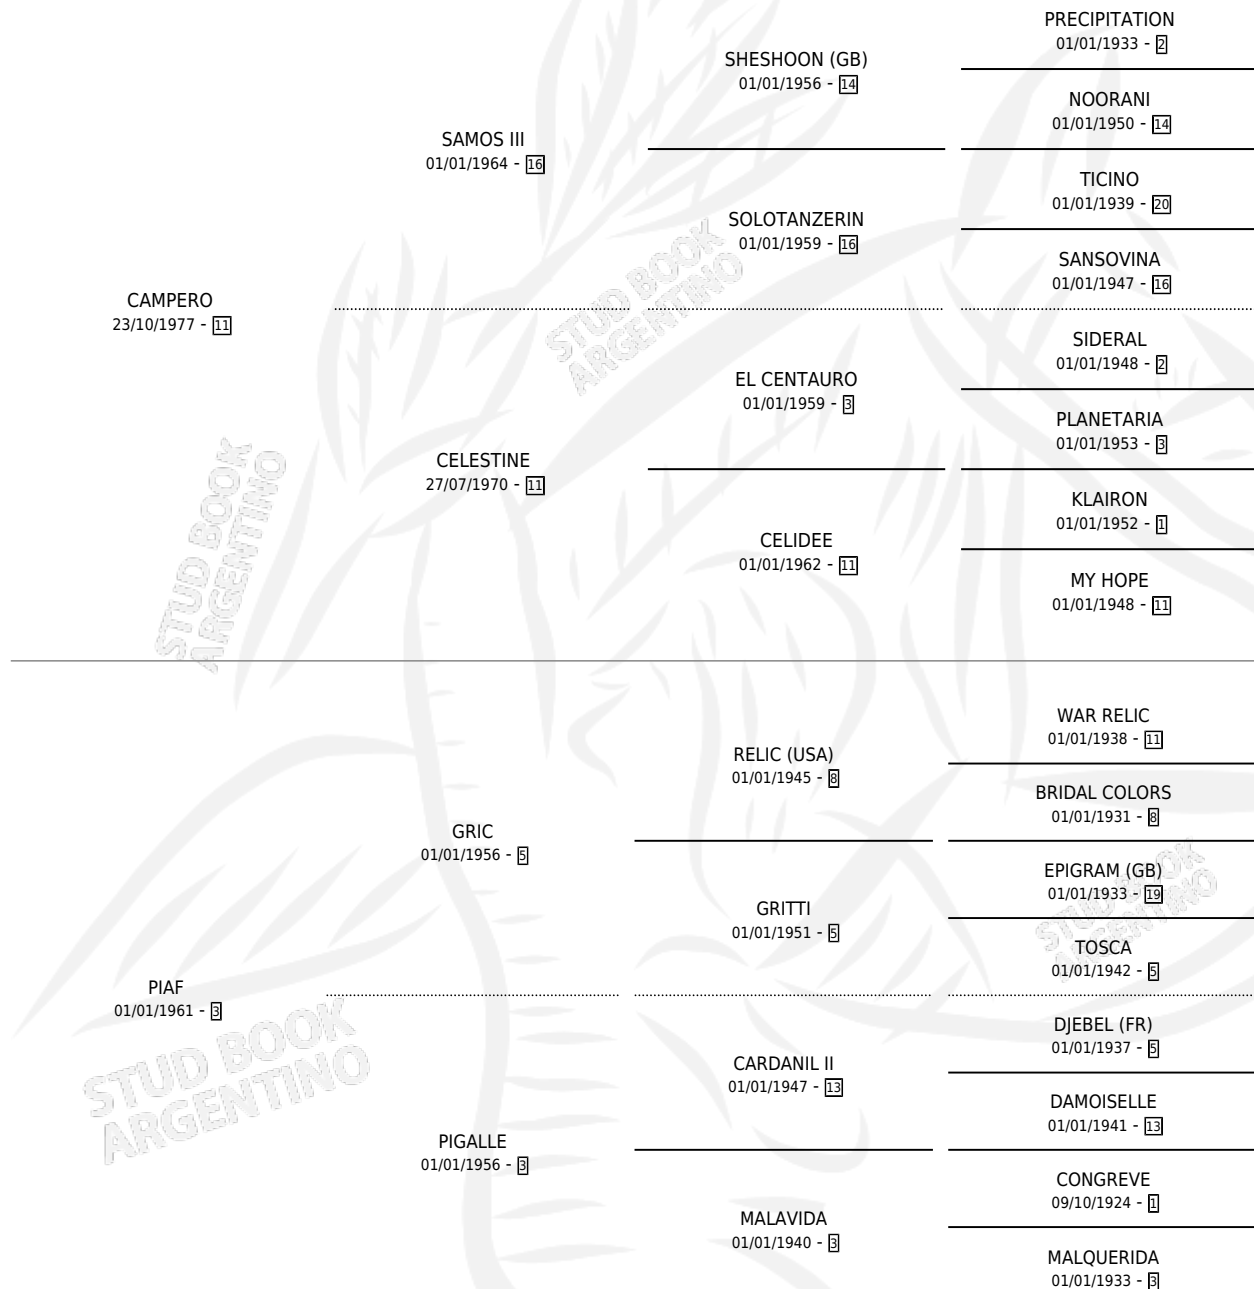 PRECIPITATION
01/01/1933 - 2
SHESHOON (GB)
01/01/1956 - 14
NOORANI
01/01/1950 - 14
SAMOS III
01/01/1964 - 16
TICINO
01/01/1939 - 20
SOLOTANZERIN
01/01/1959 - 16
SANSOVINA
01/01/1947 - 16
CAMPERO
23/10/1977 - 11
SIDERAL
01/01/1948 - 2
EL CENTAURO
01/01/1959 - 3
PLANETARIA
01/01/1953 - 3
CELESTINE
27/07/1970 - 11
KLAIRON
01/01/1952 - 1
CELIDEE
01/01/1962 - 11
MY HOPE
01/01/1948 - 11
WAR RELIC
01/01/1938 - 11
RELIC (USA)
01/01/1945 - 8
BRIDAL COLORS
01/01/1931 - 8
GRIC
01/01/1956 - 5
EPIGRAM (GB)
01/01/1933 - 19
GRITTI
01/01/1951 - 5
TOSCA
01/01/1942 - 5
PIAF
01/01/1961 - 3
DJEBEL (FR)
01/01/1937 - 5
CARDANIL II
01/01/1947 - 13
DAMOISELLE
01/01/1941 - 13
PIGALLE
01/01/1956 - 3
CONGREVE
09/10/1924 - 1
MALAVIDA
01/01/1940 - 3
MALQUERIDA
01/01/1933 - 3
STUD BOOK
ARGENTINO
STUD BOOK
ARGENTINO
STUD BOOK
ARGENTINO
STUD BOOK
ARGENTINO